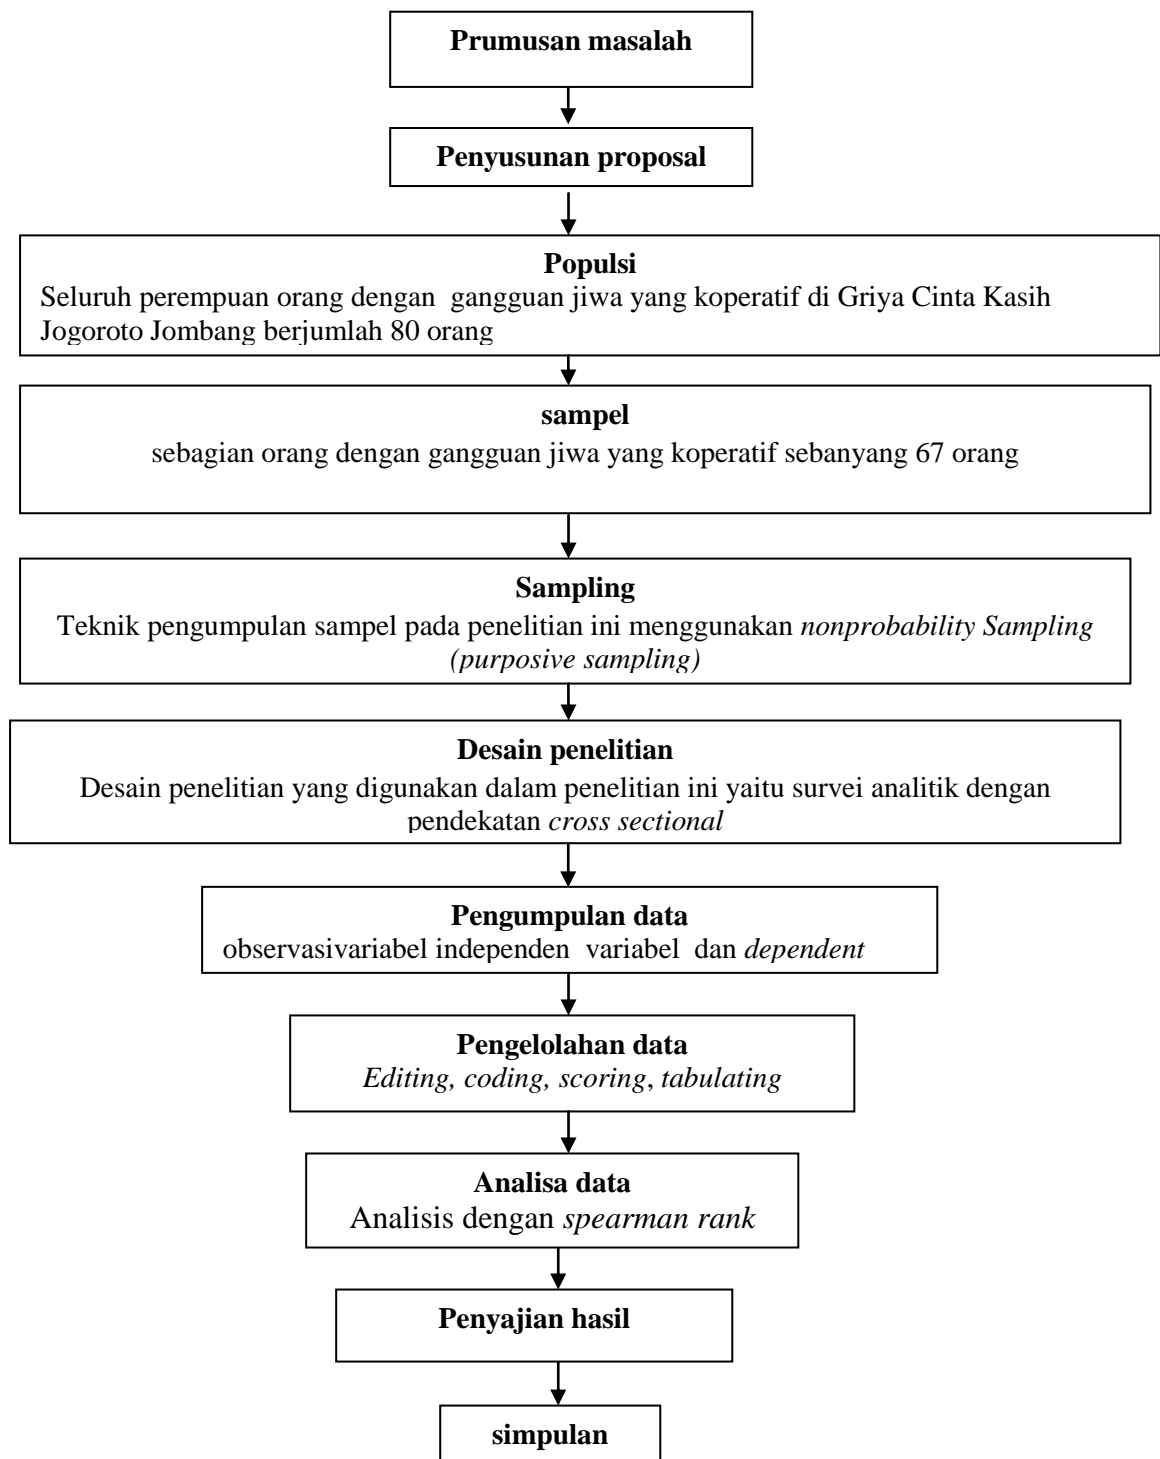 Prumusan masalah
Penyusunan proposal
Populsi
Seluruh perempuan orang dengan  gangguan jiwa yang koperatif di Griya Cinta Kasih
Jogoroto Jombang berjumlah 80 orang
sampel
sebagian orang dengan gangguan jiwa yang koperatif sebanyang 67 orang
Sampling
Teknik pengumpulan sampel pada penelitian ini menggunakan nonprobability Sampling
(purposive sampling)
Desain penelitian
Desain penelitian yang digunakan dalam penelitian ini yaitu survei analitik dengan
pendekatan cross sectional
Pengumpulan data
observasivariabel independen  variabel  dan dependent
Pengelolahan data
Editing, coding, scoring, tabulating
Analisa data
Analisis dengan spearman rank
Penyajian hasil
simpulan